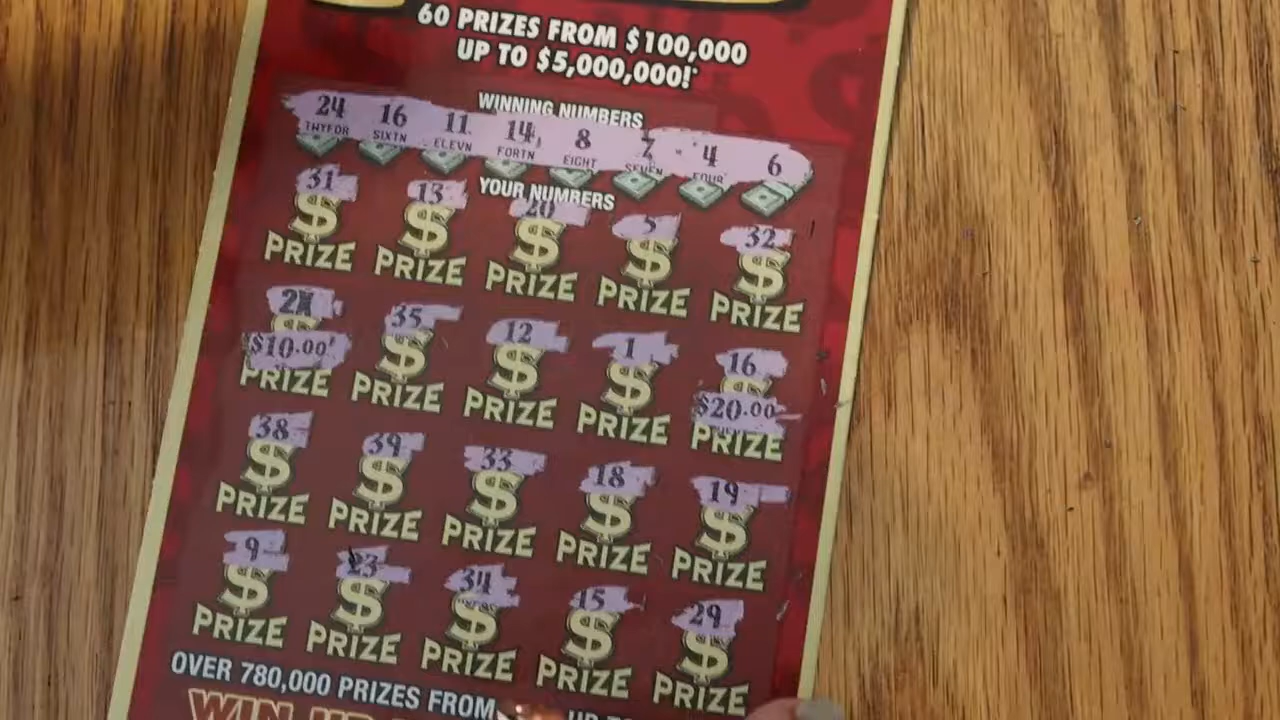 60 PRIZES FROM $100,000
UP TO $5,000,000!*
WINNING NUMBERS
24 16 11 14 8 7 4 6
TWYFOR SIXTN ELEVN FORTN EIGHT SEVEN FOUR
YOUR NUMBERS
31 13 20 5 32
PRIZE PRIZE PRIZE PRIZE PRIZE
2X 35 12 1 16
$10.00 $20.00
PRIZE PRIZE PRIZE PRIZE PRIZE
38 39 33 18 19
PRIZE PRIZE PRIZE PRIZE PRIZE
9 23 34 15 29
PRIZE PRIZE PRIZE PRIZE PRIZE
OVER 780,000 PRIZES FROM
WIN